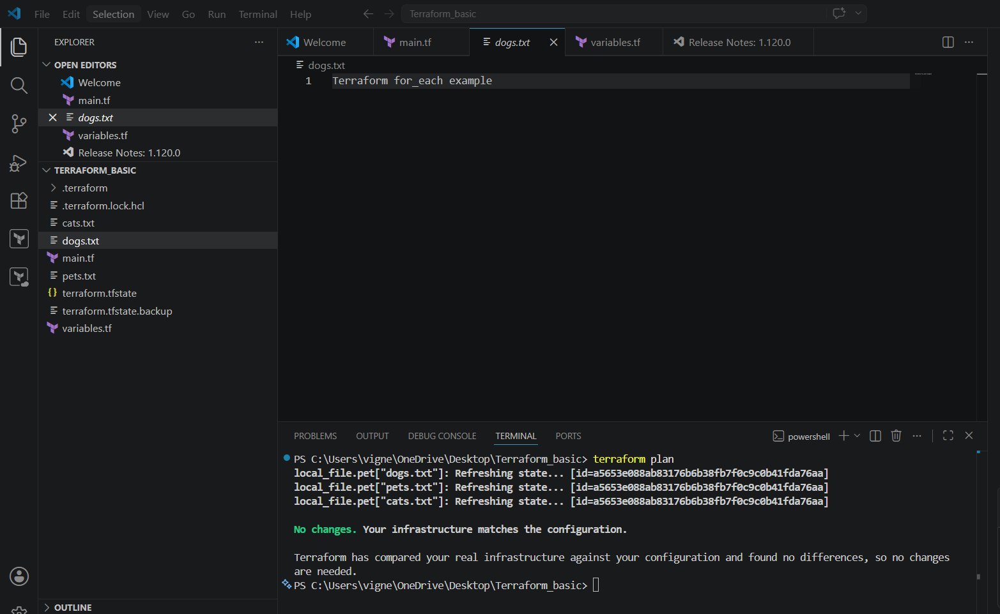 File Edit Selection View Go Run Terminal Help
Terraform_basic
EXPLORER
OPEN EDITORS
Welcome
main.tf
dogs.txt
variables.tf
Release Notes: 1.120.0
TERRAFORM_BASIC
.terraform
.terraform.lock.hcl
cats.txt
dogs.txt
main.tf
pets.txt
terraform.tfstate
terraform.tfstate.backup
variables.tf
OUTLINE
Welcome main.tf dogs.txt variables.tf Release Notes: 1.120.0
dogs.txt
1 Terraform for_each example
PROBLEMS OUTPUT DEBUG CONSOLE TERMINAL PORTS
powershell
PS C:\Users\vigne\OneDrive\Desktop\Terraform_basic> terraform plan
local_file.pet["dogs.txt"]: Refreshing state... [id=a5653e088ab83176b6b38fb7f0c9c0b41fda76aa]
local_file.pet["pets.txt"]: Refreshing state... [id=a5653e088ab83176b6b38fb7f0c9c0b41fda76aa]
local_file.pet["cats.txt"]: Refreshing state... [id=a5653e088ab83176b6b38fb7f0c9c0b41fda76aa]
No changes. Your infrastructure matches the configuration.
Terraform has compared your real infrastructure against your configuration and found no differences, so no changes
are needed.
PS C:\Users\vigne\OneDrive\Desktop\Terraform_basic>